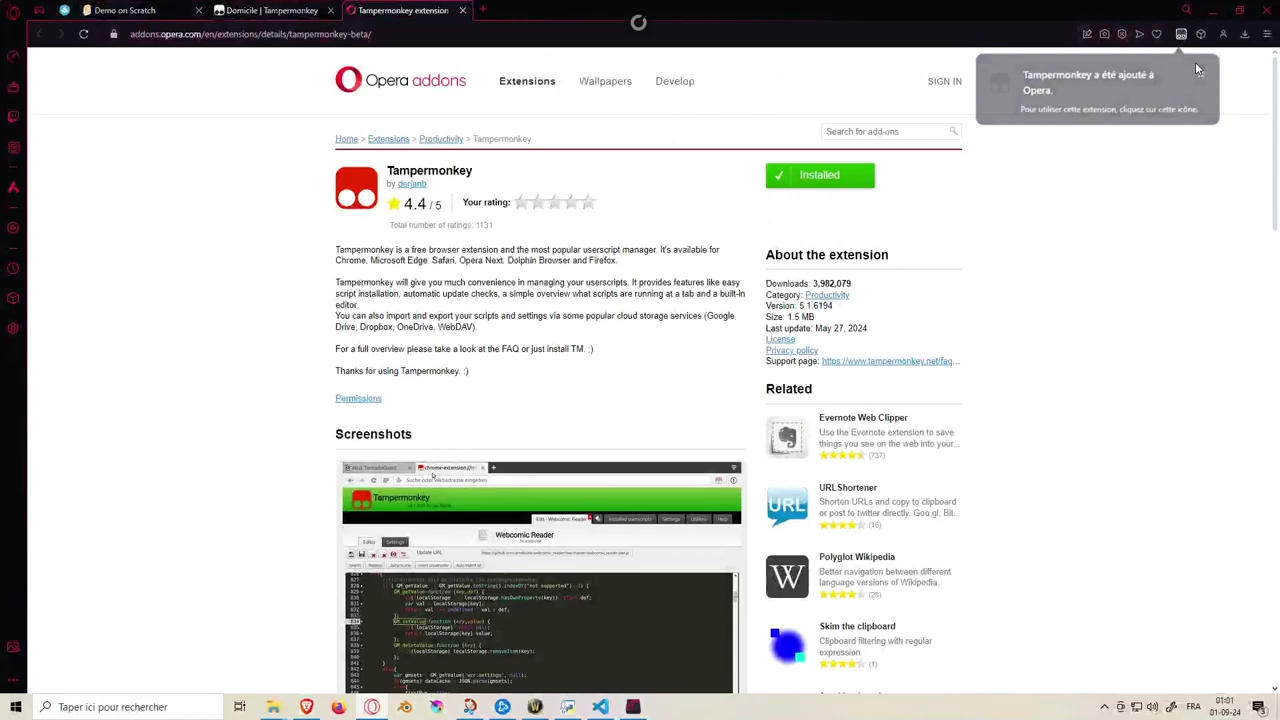 Demo on Scratch
Domicile | Tampermonkey
Tampermonkey extension
addons.opera.com/en/extensions/details/tampermonkey-beta/
Opera addons
Extensions
Wallpapers
Develop
SIGN IN
Tampermonkey a été ajouté à
Opera.
Pour utiliser cette extension, cliquez sur cette icône.
Home > Extensions > Productivity > Tampermonkey
Search for add-ons
Tampermonkey
by derjanb
4.4 / 5
Your rating:
Total number of ratings: 1131
Installed
Tampermonkey is a free browser extension and the most popular userscript manager. It's available for
Chrome, Microsoft Edge, Safari, Opera Next, Dolphin Browser and Firefox.
Tampermonkey will give you much convenience in managing your userscripts. It provides features like easy
script installation, automatic update checks, a simple overview what scripts are running at a tab and a built-in
editor.
You can also import and export your scripts and settings via some popular cloud storage services (Google
Drive, Dropbox, OneDrive, WebDAV).
For a full overview please take a look at the FAQ or just install TM. ;)
Thanks for using Tampermonkey. :)
Permissions
Screenshots
Tampermonkey
Webcomic Reader
Editor
Settings
Update URL
About the extension
Downloads: 3,982,079
Category: Productivity
Version: 5.1.6194
Size: 1.5 MB
Last update: May 27, 2024
License
Privacy policy
Support page: https://www.tampermonkey.net/faq...
Related
Evernote Web Clipper
Use the Evernote extension to save
things you see on the web into your...
(737)
URLShortener
Shorten URLs and copy to clipboard
or post to twitter directly. Goo.gl, Bit...
(16)
Polyglot Wikipedia
Better navigation between different
language versions of Wikipedia.
(28)
Skim the clipboard
Clipboard filtering with regular
expression
(1)
Taper ici pour rechercher
FRA
01:01
01-09-24